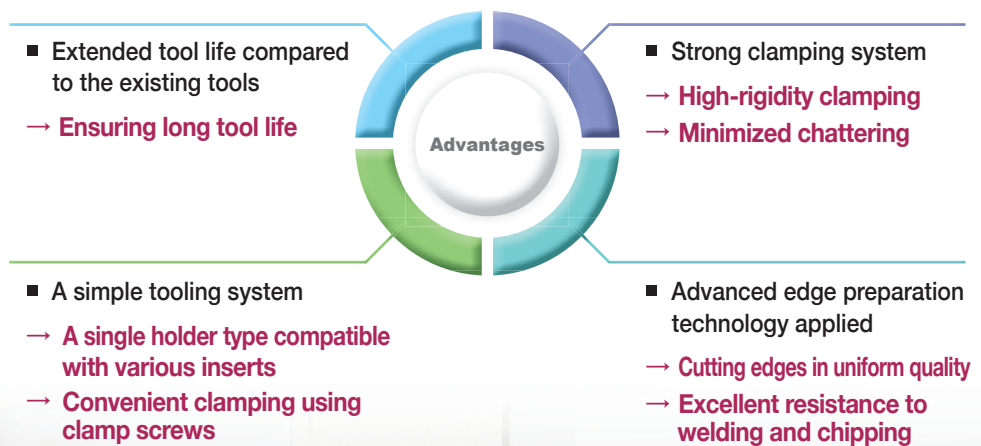 ■ Extended tool life compared
to the existing tools
→ Ensuring long tool life
■ Strong clamping system
→ High-rigidity clamping
→ Minimized chattering
Advantages
■ A simple tooling system
→ A single holder type compatible
with various inserts
→ Convenient clamping using
clamp screws
■ Advanced edge preparation
technology applied
→ Cutting edges in uniform quality
→ Excellent resistance to
welding and chipping